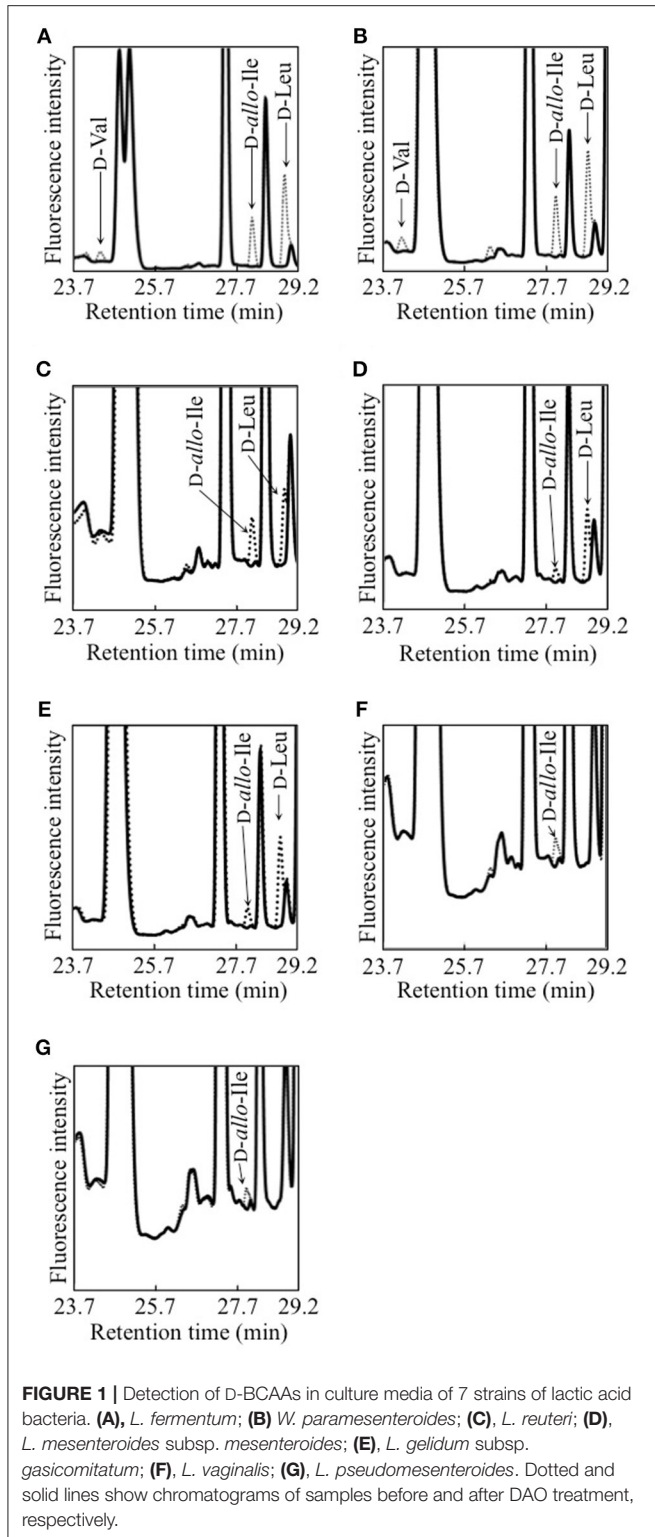 A
Fluorescence intensity
D-Val
D-allo-Ile
D-Leu
23.7 25.7 27.7 29.2
Retention time (min)
B
Fluorescence intensity
D-Val
D-allo-Ile
D-Leu
23.7 25.7 27.7 29.2
Retention time (min)
C
Fluorescence intensity
D-allo-Ile
D-Leu
23.7 25.7 27.7 29.2
Retention time (min)
D
Fluorescence intensity
D-allo-Ile
D-Leu
23.7 25.7 27.7 29.2
Retention time (min)
E
Fluorescence intensity
D-allo-Ile
D-Leu
23.7 25.7 27.7 29.2
Retention time (min)
F
Fluorescence intensity
D-allo-Ile
23.7 25.7 27.7 29.2
Retention time (min)
G
Fluorescence intensity
D-allo-Ile
23.7 25.7 27.7 29.2
Retention time (min)
FIGURE 1 | Detection of D-BCAAs in culture media of 7 strains of lactic acid
bacteria. (A), L. fermentum; (B) W. paramesenteroides; (C), L. reuteri; (D),
L. mesenteroides subsp. mesenteroides; (E), L. gelidum subsp.
gasicomitatum; (F), L. vaginalis; (G), L. pseudomesenteroides. Dotted and
solid lines show chromatograms of samples before and after DAO treatment,
respectively.